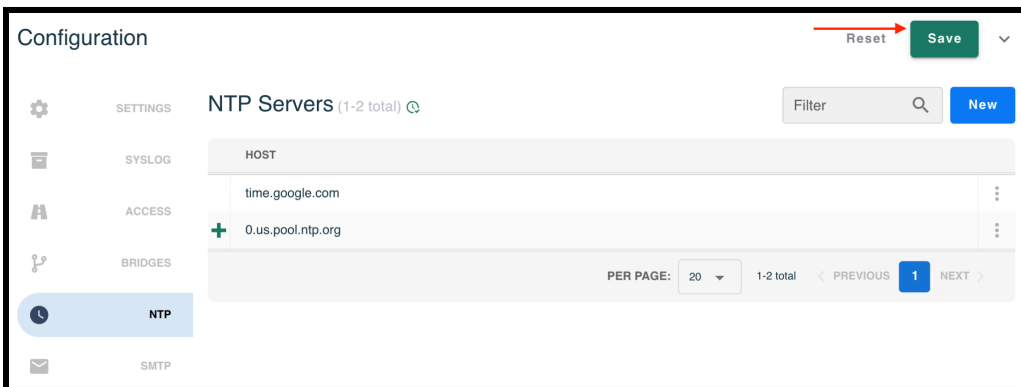 Configuration
Reset Save
SETTINGS
NTP Servers (1-2 total)
Filter
New
SYSLOG
HOST
time.google.com
ACCESS
0.us.pool.ntp.org
BRIDGES
PER PAGE: 20 1-2 total PREVIOUS 1 NEXT
NTP
SMTP